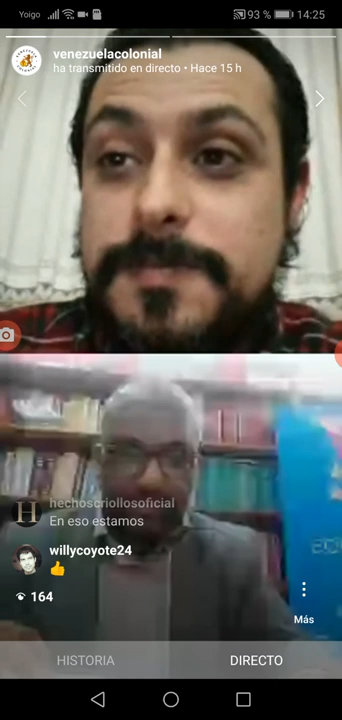 Yoigo
93 %
14:25
venezuelacolonial
ha transmitido en directo • Hace 15 h
hechoscriollosoficial
En eso estamos
willycoyote24
👍
164
Más
HISTORIA
DIRECTO